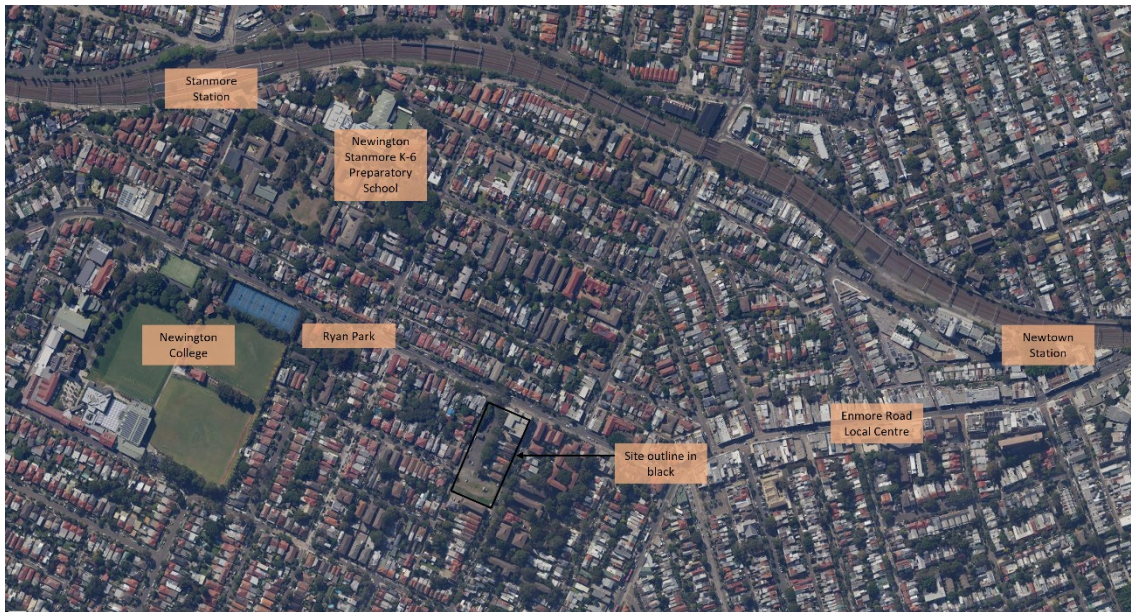 Stanmore
Station
Newington
Stanmore K-6
Preparatory
School
Newington
College
Ryan Park
Newtown
Station
Enmore Road
Local Centre
Site outline in
black